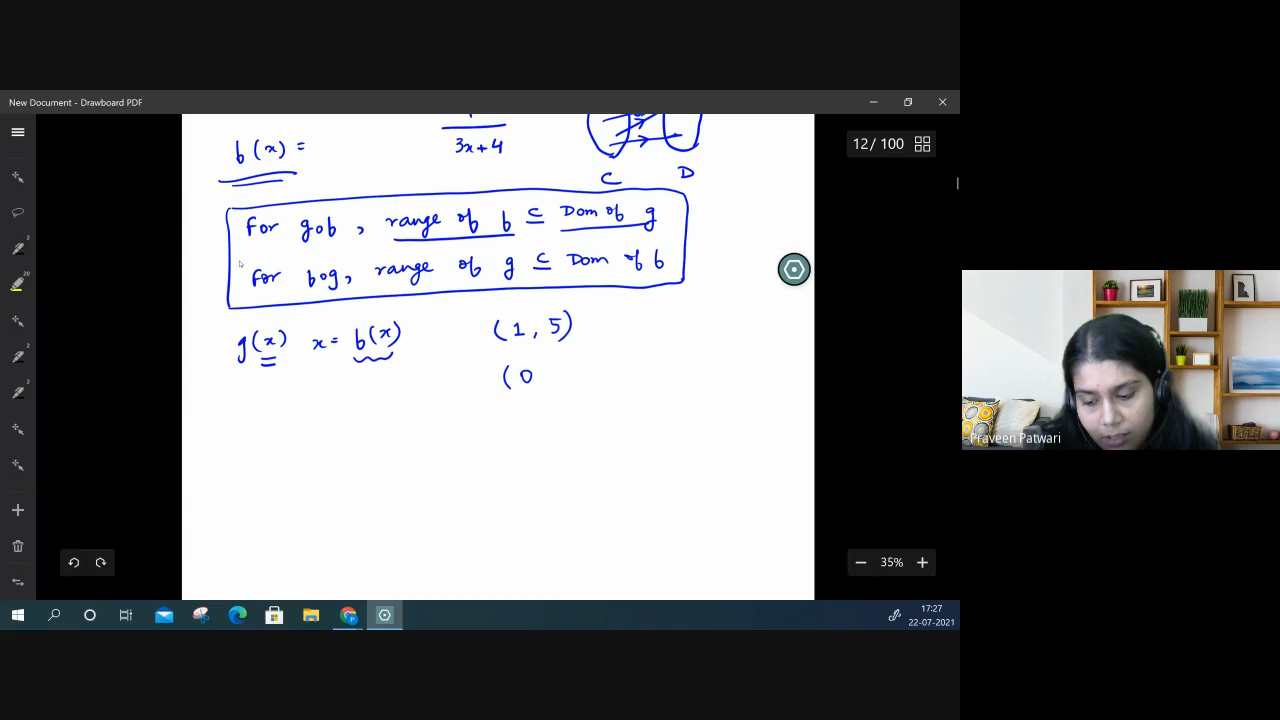 New Document - Drawboard PDF
b(x) =
3x+4
C D
12 / 100
For gob, range of b ⊆ Dom of g
For bog, range of g ⊆ Dom of b
g(x) x = b(x) (1, 5)
(0
Praveen Patwari
35%
17:27
22-07-2021